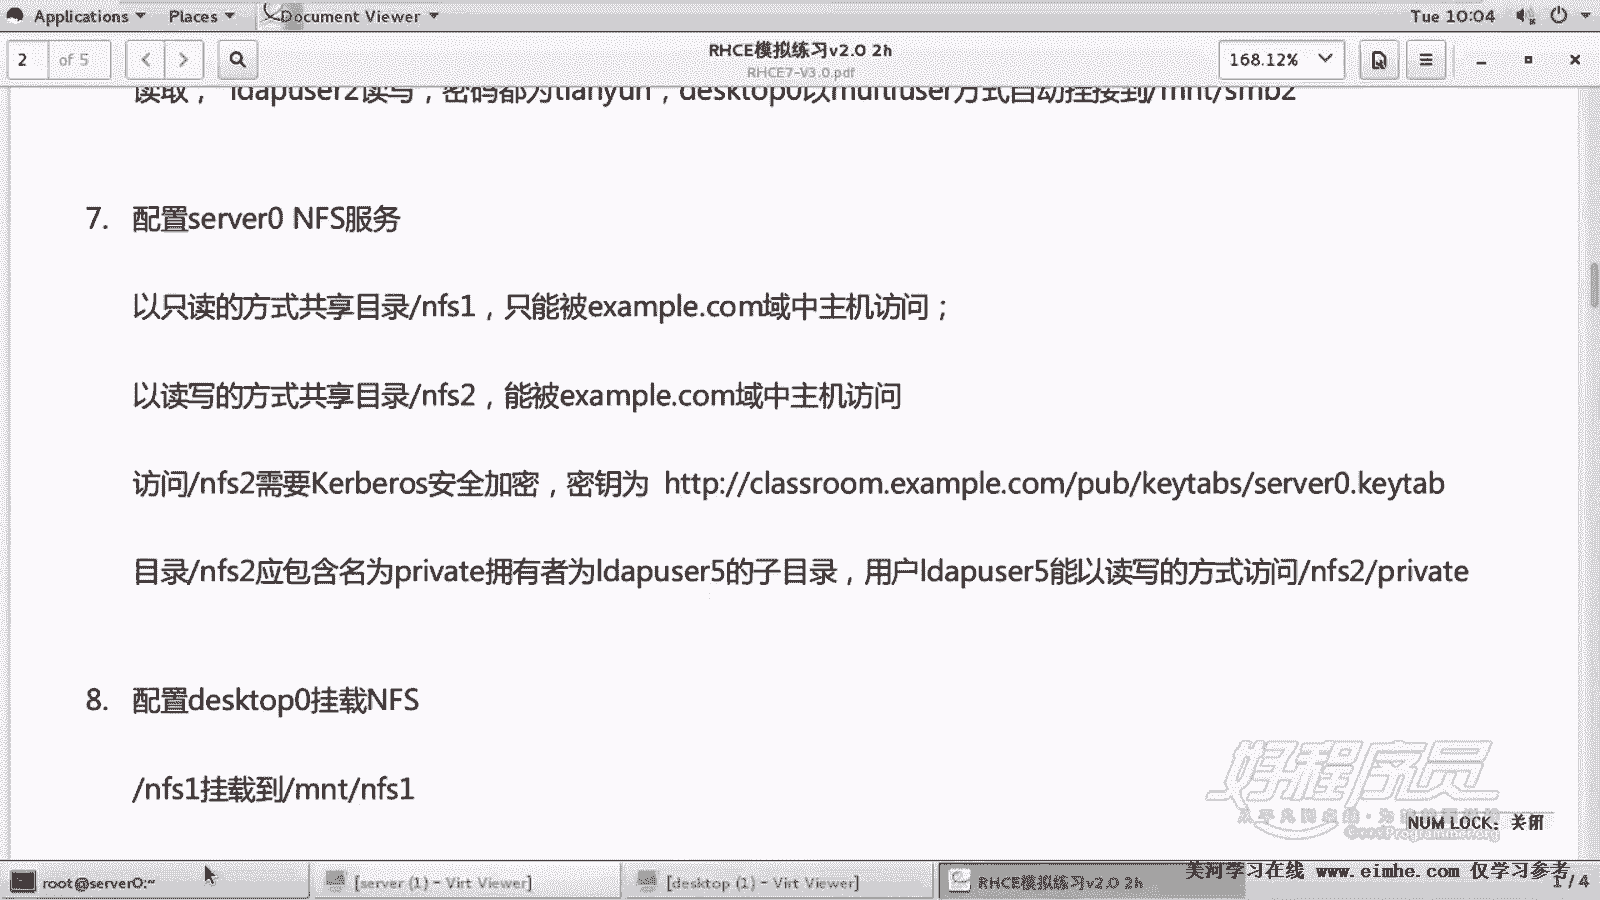 Applications Places Document Viewer Tue 10:04
2 of 5 RHCE模拟练习v2.0 2h 168.12%
RHCE7-V3.0.pdf
读取， ldapuser2读写，密码都为tianyun，desktop0以multiuser方式自动挂接到/mnt/smb2
7. 配置server0 NFS服务
以只读的方式共享目录/nfs1，只能被example.com域中主机访问；
以读写的方式共享目录/nfs2，能被example.com域中主机访问
访问/nfs2需要Kerberos安全加密，密钥为 http://classroom.example.com/pub/keytabs/server0.keytab
目录/nfs2应包含名为private拥有者为ldapuser5的子目录，用户ldapuser5能以读写的方式访问/nfs2/private
8. 配置desktop0挂载NFS
/nfs1挂载到/mnt/nfs1
好程序员
NUM LOCK：关闭
root@server0:~ [server (1) - Virt Viewer] [desktop (1) - Virt Viewer] RHCE模拟练习v2.0 2h 1 / 4
美河学习在线 www.eimhe.com 仅学习参考